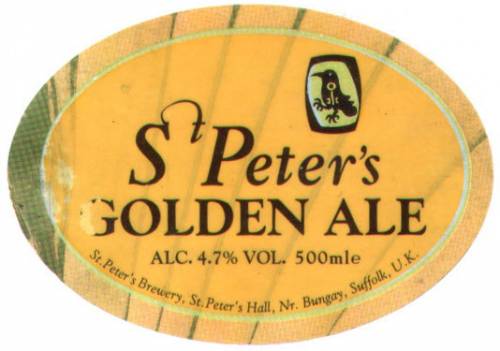 St Peter's
GOLDEN ALE
ALC. 4.7% VOL. 500mle
St. Peter's Brewery, St. Peter's Hall, Nr. Bungay, Suffolk, U.K.